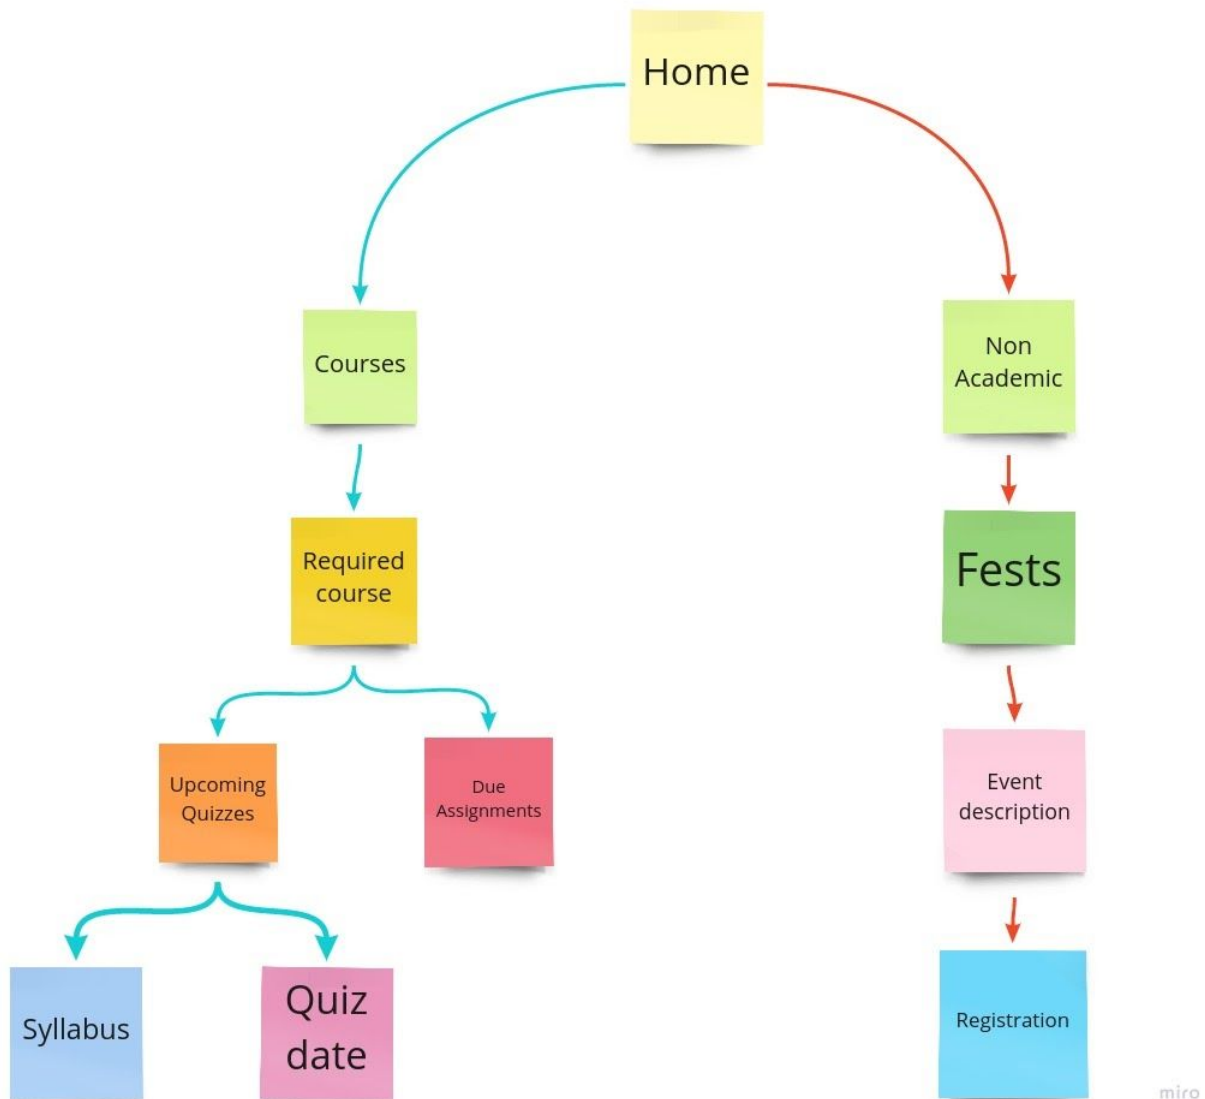 Home
Courses
Non
Academic
Required
course
Fests
Upcoming
Quizzes
Due
Assignments
Event
description
Syllabus
Quiz
date
Registration
miro